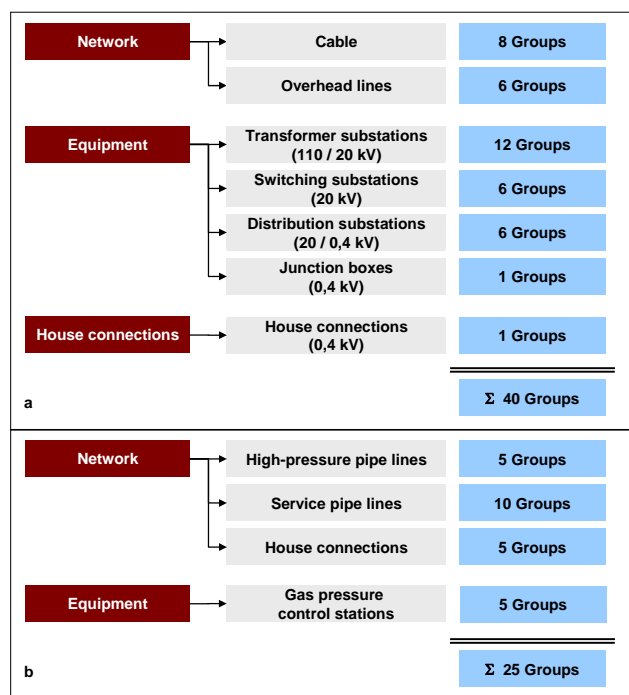 Network
Cable
8 Groups
Overhead lines
6 Groups
Equipment
Transformer substations
(110 / 20 kV)
12 Groups
Switching substations
(20 kV)
6 Groups
Distribution substations
(20 / 0,4 kV)
6 Groups
Junction boxes
(0,4 kV)
1 Groups
House connections
House connections
(0,4 kV)
1 Groups
Σ 40 Groups
a
Network
High-pressure pipe lines
5 Groups
Service pipe lines
10 Groups
House connections
5 Groups
Equipment
Gas pressure
control stations
5 Groups
Σ 25 Groups
b